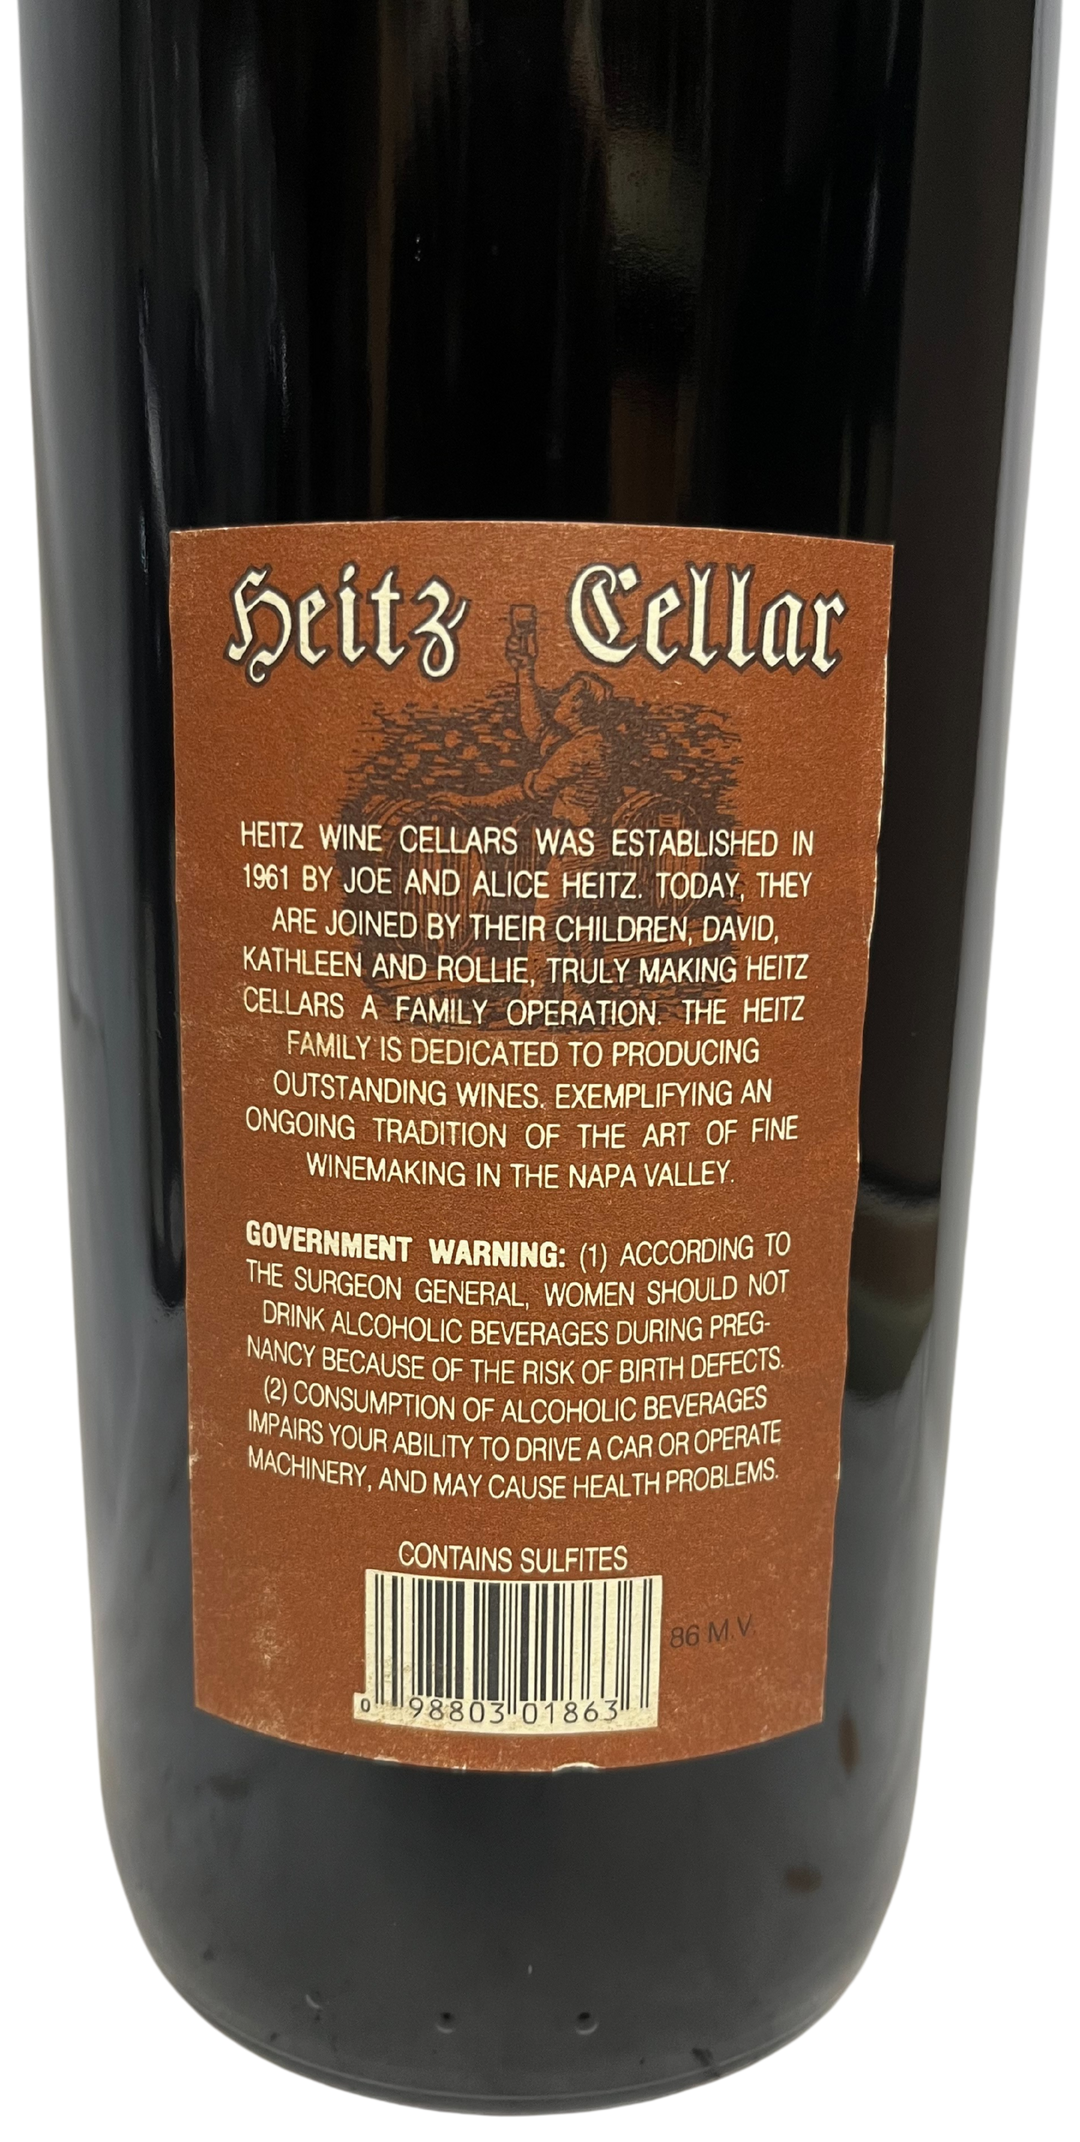 Heitz Cellar
HEITZ WINE CELLARS WAS ESTABLISHED IN
1961 BY JOE AND ALICE HEITZ. TODAY, THEY
ARE JOINED BY THEIR CHILDREN, DAVID,
KATHLEEN AND ROLLIE, TRULY MAKING HEITZ
CELLARS A FAMILY OPERATION. THE HEITZ
FAMILY IS DEDICATED TO PRODUCING
OUTSTANDING WINES. EXEMPLIFYING AN
ONGOING TRADITION OF THE ART OF FINE
WINEMAKING IN THE NAPA VALLEY.
GOVERNMENT WARNING: (1) ACCORDING TO
THE SURGEON GENERAL, WOMEN SHOULD NOT
DRINK ALCOHOLIC BEVERAGES DURING PREG-
NANCY BECAUSE OF THE RISK OF BIRTH DEFECTS.
(2) CONSUMPTION OF ALCOHOLIC BEVERAGES
IMPAIRS YOUR ABILITY TO DRIVE A CAR OR OPERATE
MACHINERY, AND MAY CAUSE HEALTH PROBLEMS.
CONTAINS SULFITES
86 M.V.
0 98803 01863